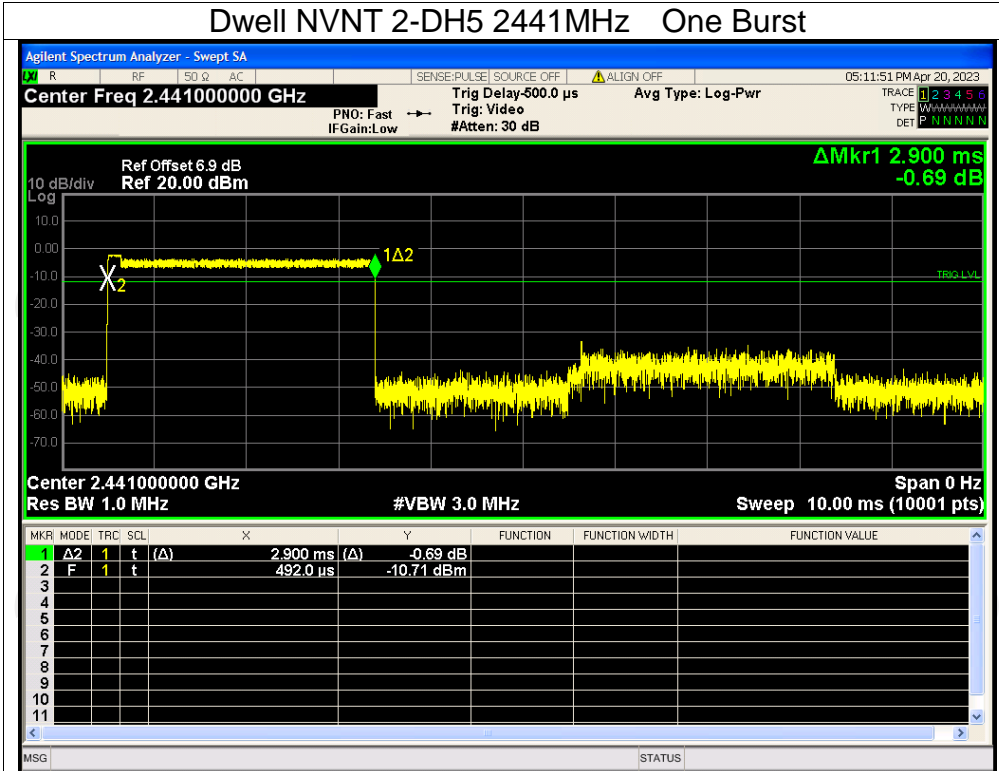 Dwell NVNT 2-DH5 2441MHz One Burst
Agilent Spectrum Analyzer - Swept SA
LXI R RF 50 Ω AC SENSE:PULSE SOURCE OFF ALIGN OFF 05:11:51 PM Apr 20, 2023
Center Freq 2.441000000 GHz
PNO: Fast
IFGain:Low
Trig Delay-500.0 µs
Trig: Video
#Atten: 30 dB
Avg Type: Log-Pwr
TRACE 1 2 3 4 5 6
TYPE WWWWWW
DET P N N N N N
ΔMkr1 2.900 ms
-0.69 dB
Ref Offset 6.9 dB
10 dB/div Ref 20.00 dBm
Log
10.0
0.00
-10.0
-20.0
-30.0
-40.0
-50.0
-60.0
-70.0
1Δ2
2
TRIG LVL
Center 2.441000000 GHz Span 0 Hz
Res BW 1.0 MHz #VBW 3.0 MHz Sweep 10.00 ms (10001 pts)
MKR MODE TRC SCL X Y FUNCTION FUNCTION WIDTH FUNCTION VALUE
1 Δ2 1 t (Δ) 2.900 ms (Δ) -0.69 dB
2 F 1 t 492.0 µs -10.71 dBm
3
4
5
6
7
8
9
10
11
MSG STATUS